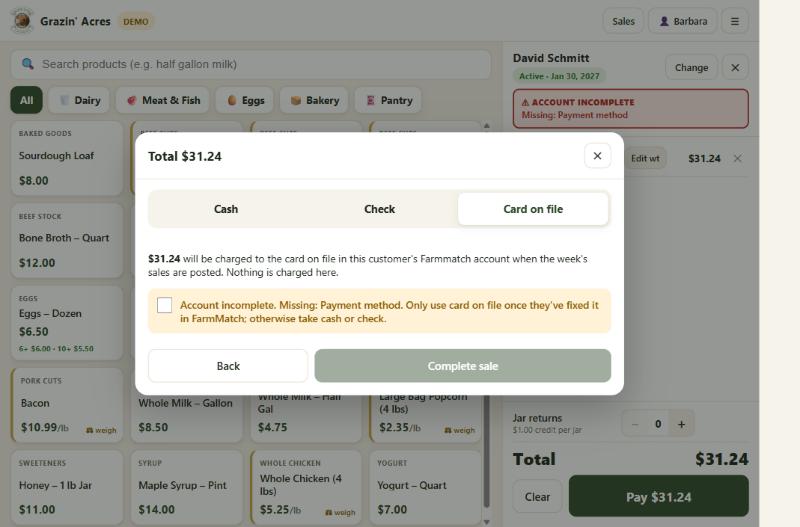 Grazin' Acres DEMO
Sales
Barbara
Search products (e.g. half gallon milk)
All
Dairy
Meat & Fish
Eggs
Bakery
Pantry
David Schmitt
Active · Jan 30, 2027
Change
⚠ ACCOUNT INCOMPLETE
Missing: Payment method
Edit wt
$31.24
BAKED GOODS
Sourdough Loaf
$8.00
BEEF STOCK
Bone Broth – Quart
$12.00
EGGS
Eggs – Dozen
$6.50
6+ $6.00 · 10+ $5.50
PORK CUTS
Bacon
$10.99/lb
weigh
Whole Milk – Gallon
$8.50
Whole Milk – Half
Gal
$4.75
Large Bag Popcorn
(4 lbs)
$2.35/lb
weigh
SWEETENERS
Honey – 1 lb Jar
$11.00
SYRUP
Maple Syrup – Pint
$14.00
WHOLE CHICKEN
Whole Chicken (4
lbs)
$5.25/lb
weigh
YOGURT
Yogurt – Quart
$7.00
Total $31.24
Cash
Check
Card on file
$31.24 will be charged to the card on file in this customer's Farmmatch account when the week's
sales are posted. Nothing is charged here.
Account incomplete. Missing: Payment method. Only use card on file once they've fixed it
in FarmMatch; otherwise take cash or check.
Back
Complete sale
Jar returns
$1.00 credit per jar
− 0 +
Total
$31.24
Clear
Pay $31.24